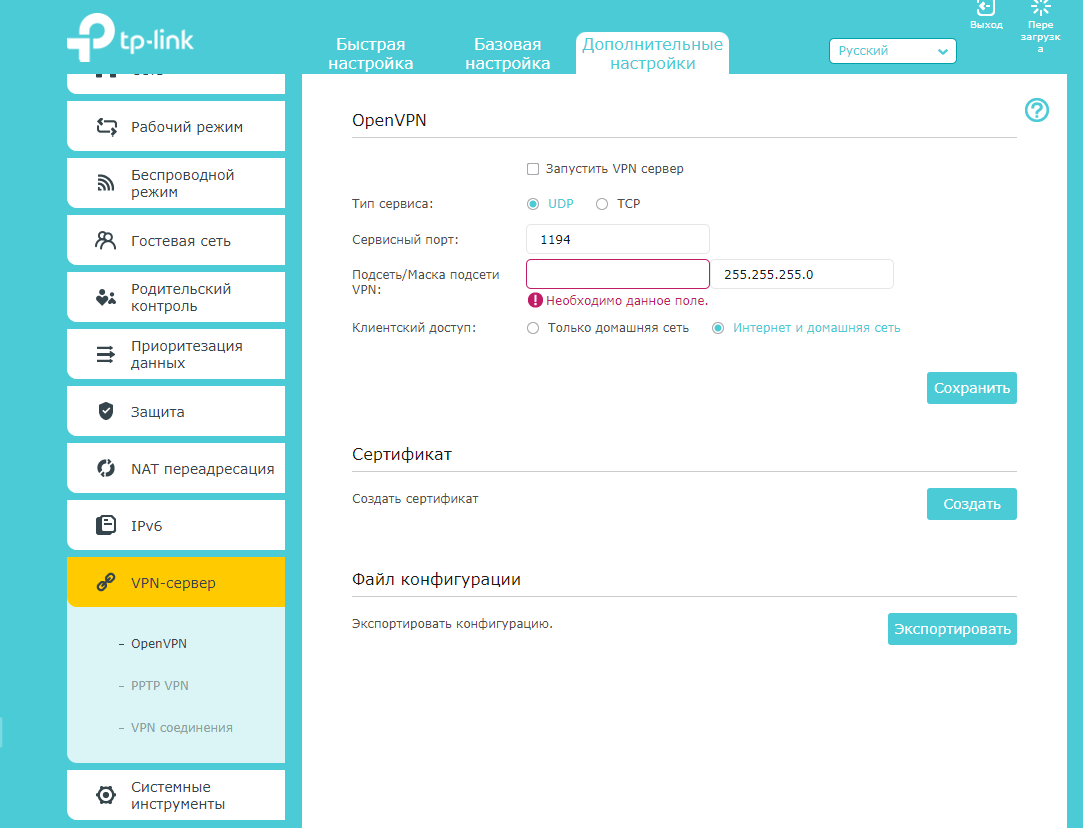 tp-link
Быстрая
настройка
Базовая
настройка
Дополнительные
настройки
Русский
Выход
Пере
загрузк
а
Рабочий режим
Беспроводной
режим
Гостевая сеть
Родительский
контроль
Приоритезация
данных
Защита
NAT переадресация
IPv6
VPN-сервер
– OpenVPN
– PPTP VPN
– VPN соединения
Системные
инструменты
OpenVPN
Запустить VPN сервер
Тип сервиса: UDP TCP
Сервисный порт: 1194
Подсеть/Маска подсети
VPN:
255.255.255.0
Необходимо данное поле.
Клиентский доступ: Только домашняя сеть Интернет и домашняя сеть
Сохранить
Сертификат
Создать сертификат
Создать
Файл конфигурации
Экспортировать конфигурацию.
Экспортировать